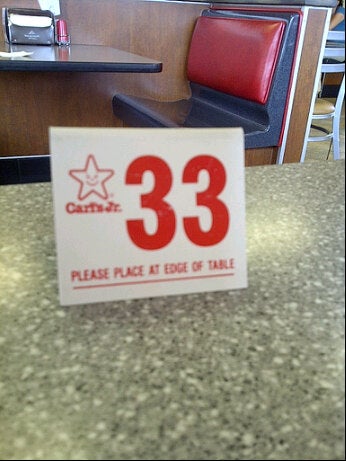 33
Carl's Jr.
PLEASE PLACE AT EDGE OF TABLE